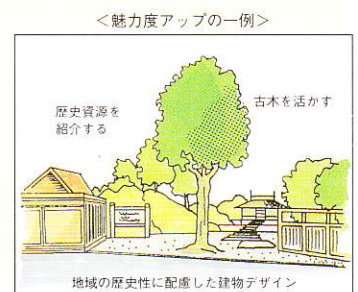 ＜魅力度アップの一例＞
歴史資源を
紹介する
古木を活かす
地域の歴史性に配慮した建物デザイン